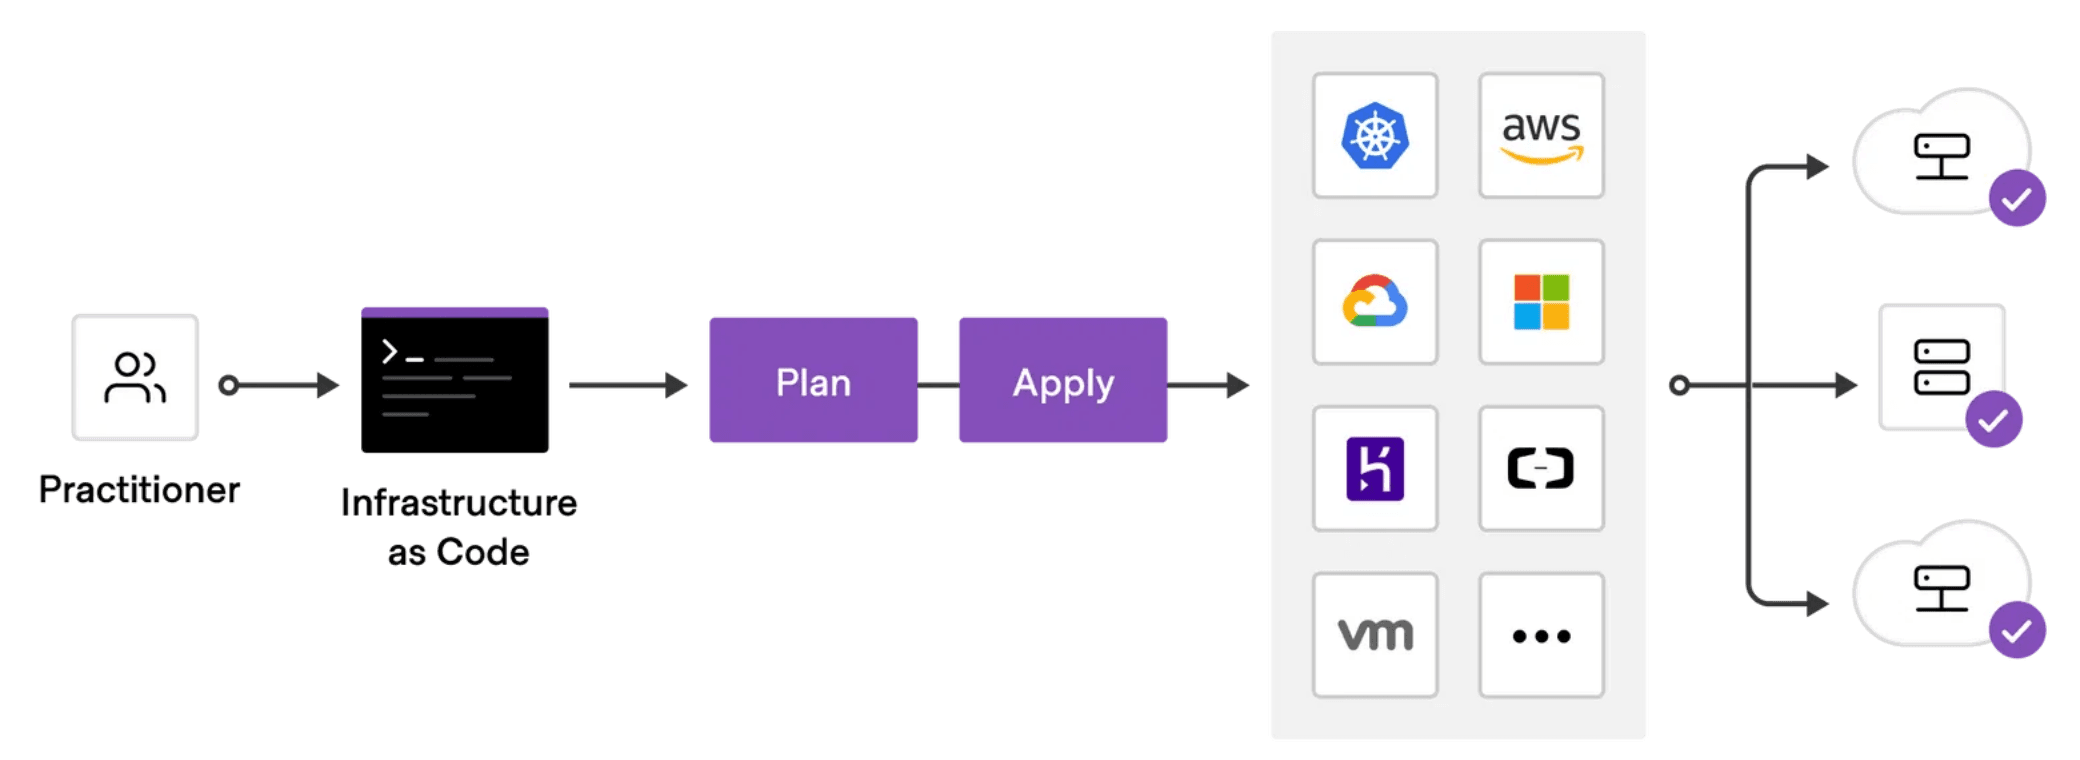 Practitioner
Infrastructure
as Code
Plan
Apply
aws
vm